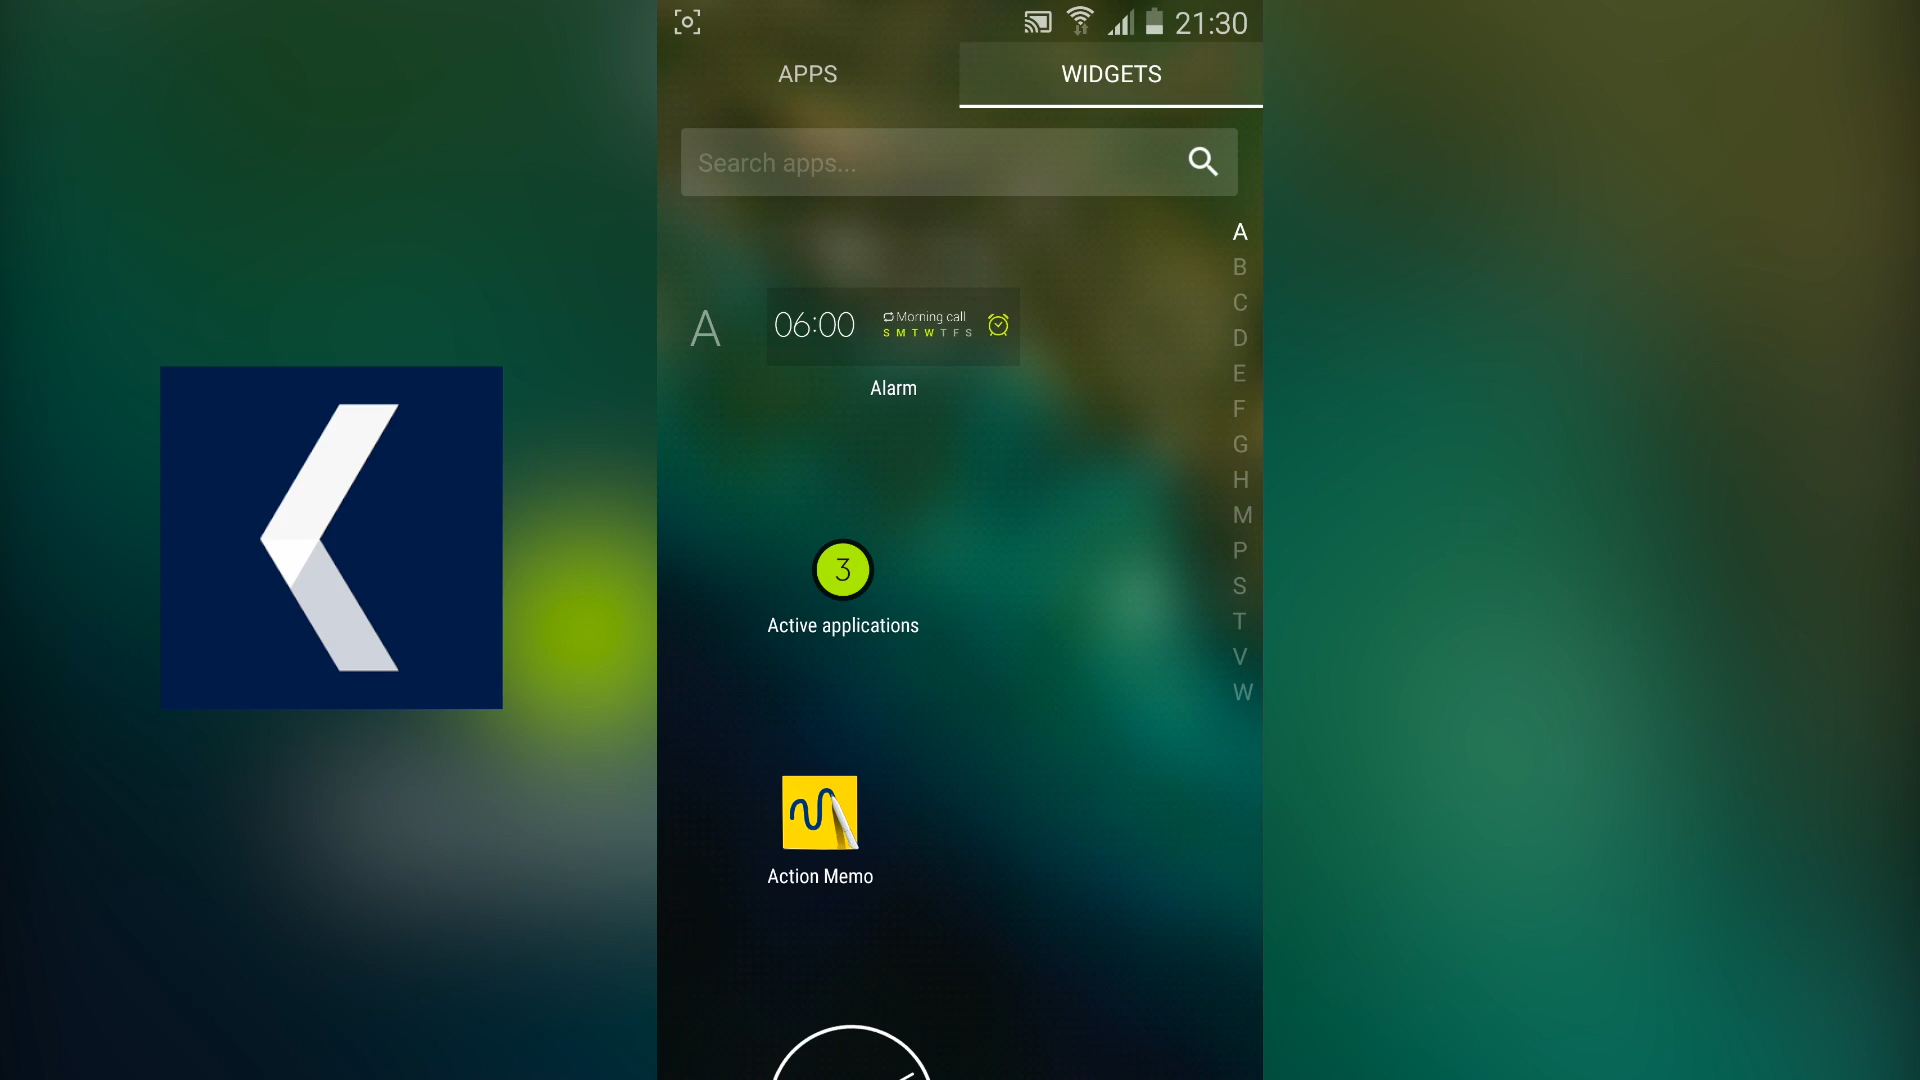 21:30
APPS
WIDGETS
Search apps...
A
B
C
D
E
F
G
H
M
P
S
T
V
W
A
06:00
Morning call
S M T W T F S
Alarm
3
Active applications
Action Memo